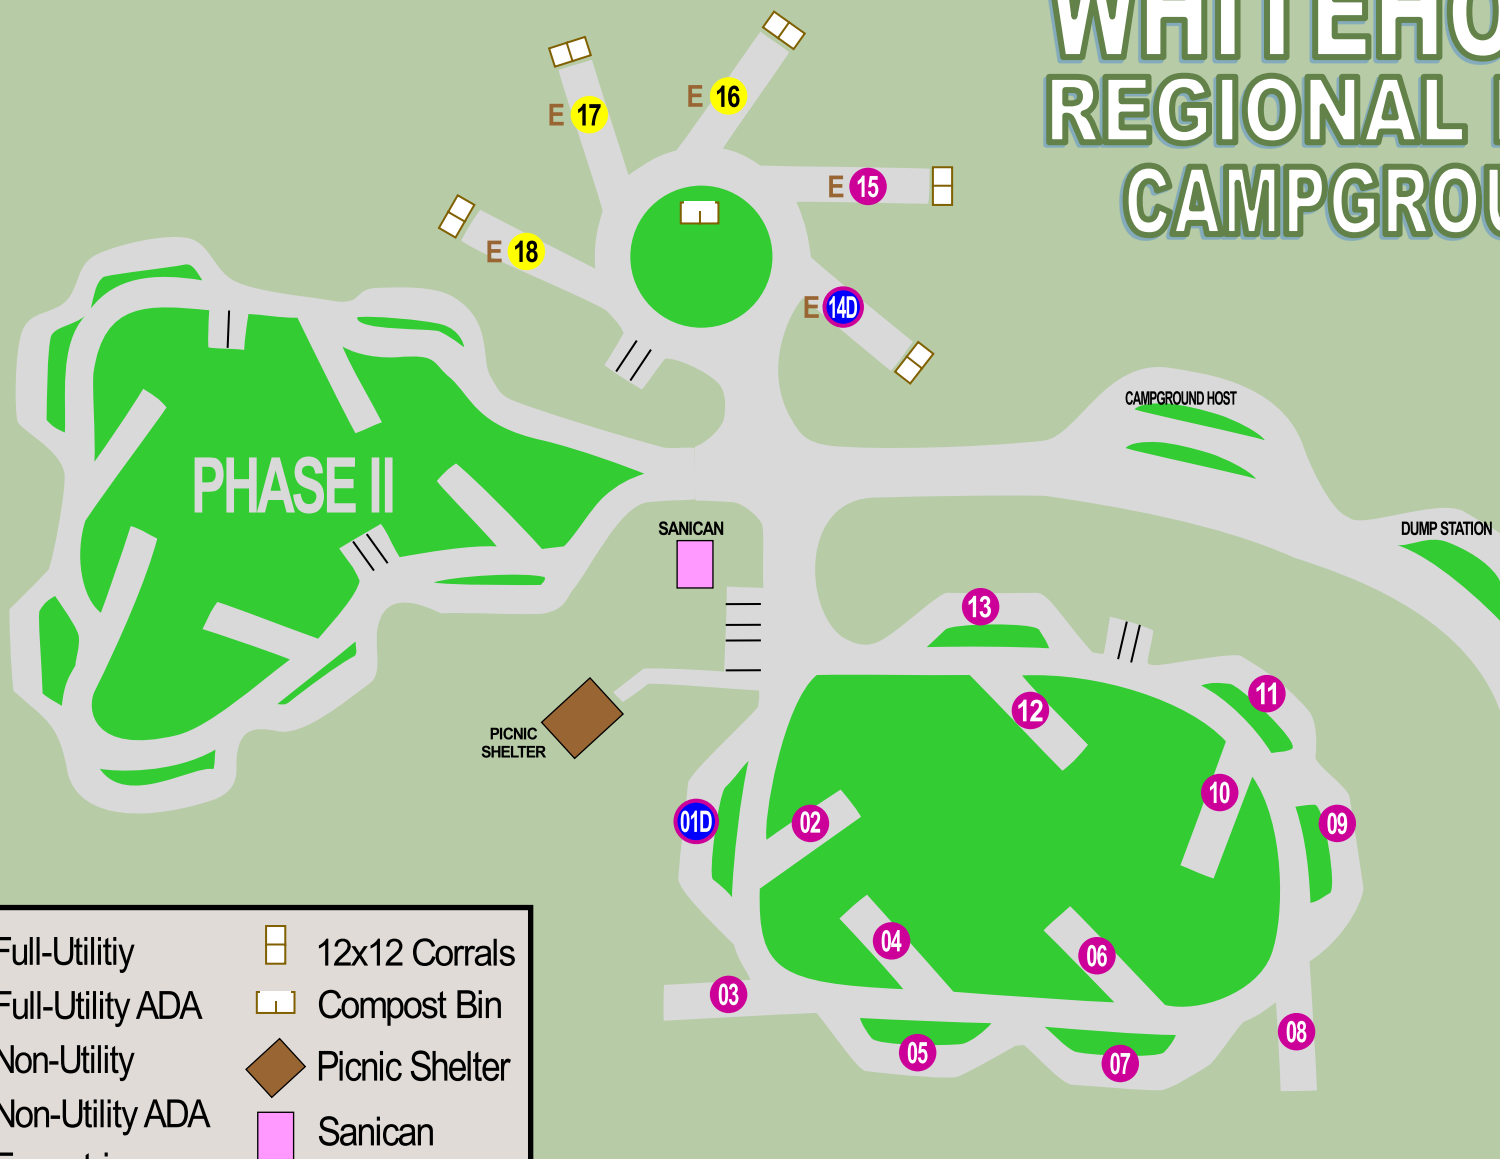 WHITEHO
REGIONAL
CAMPGROU
E 17
E 16
E 15
E 18
E 14D
CAMPGROUND HOST
PHASE II
SANICAN
DUMP STATION
13
11
12
PICNIC
SHELTER
10
01D
02
09
04
06
03
08
05
07
Full-Utilitiy
12x12 Corrals
Full-Utility ADA
Compost Bin
Non-Utility
Picnic Shelter
Non-Utility ADA
Sanican